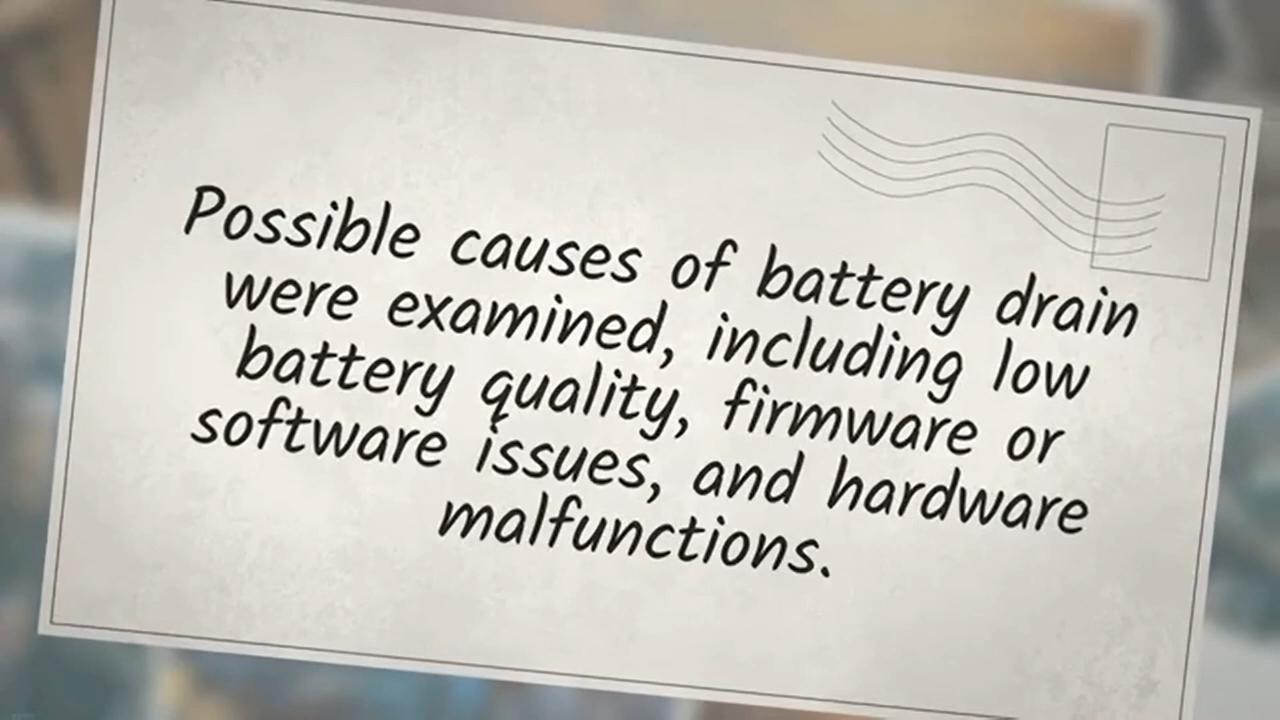 Possible causes of battery drain
were examined, including low
battery quality, firmware or
software issues, and hardware
malfunctions.